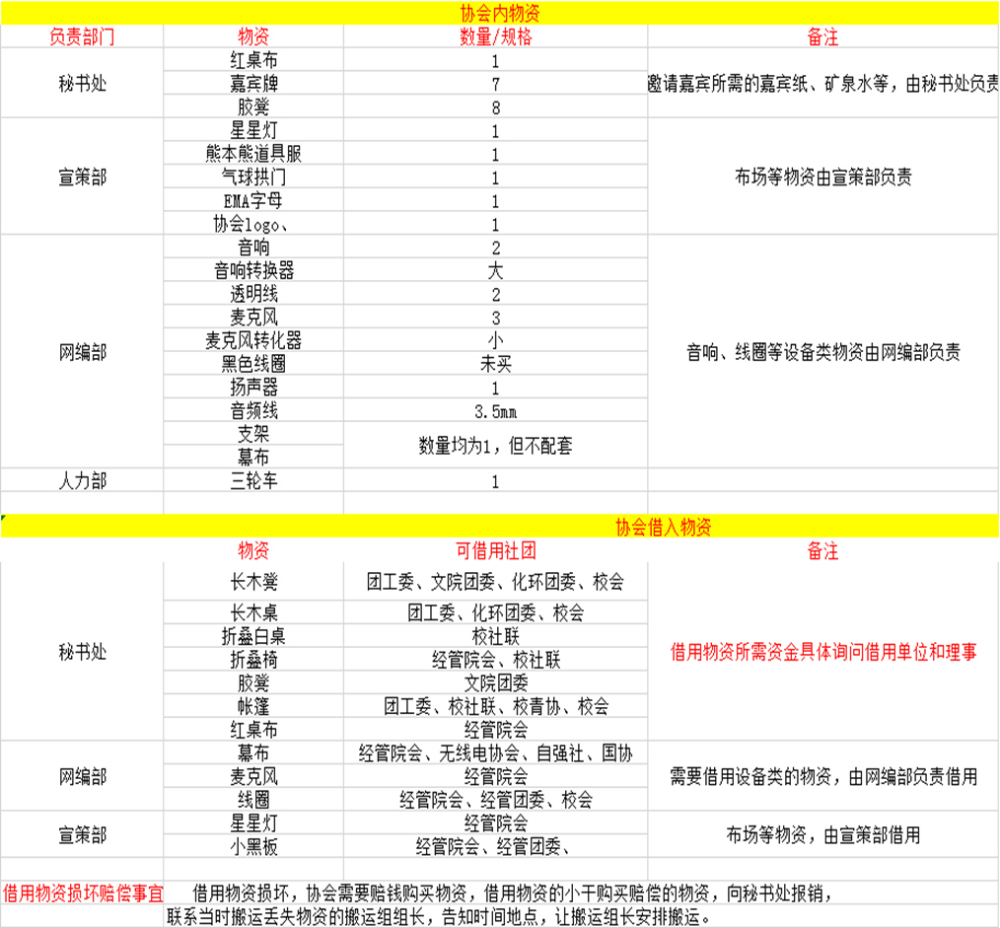 协会内物资
负责部门 物资 数量/规格 备注
秘书处 红桌布 1 邀请嘉宾所需的嘉宾纸、矿泉水等，由秘书处负责
嘉宾牌 7
胶凳 8
宣策部 星星灯 1 布场等物资由宣策部负责
熊本熊道具服 1
气球拱门 1
EMA字母 1
协会logo、 1
网编部 音响 2 音响、线圈等设备类物资由网编部负责
音响转换器 大
透明线 2
麦克风 3
麦克风转化器 小
黑色线圈 未买
扬声器 1
音频线 3.5mm
支架 数量均为1，但不配套
幕布
人力部 三轮车 1
协会借入物资
物资 可借用社团 备注
秘书处 长木凳 团工委、文院团委、化环团委、校会 借用物资所需资金具体询问借用单位和理事
长木桌 团工委、化环团委、校会
折叠白桌 校社联
折叠椅 经管院会、校社联
胶凳 文院团委
帐篷 团工委、校社联、校青协、校会
红桌布 经管院会
网编部 幕布 经管院会、无线电协会、自强社、国协 需要借用设备类的物资，由网编部负责借用
麦克风 经管院会
线圈 经管院会、经管团委、校会
宣策部 星星灯 经管院会 布场等物资，由宣策部借用
小黑板 经管院会、经管团委、
借用物资损坏赔偿事宜 借用物资损坏，协会需要赔钱购买物资，借用物资的小干购买赔偿的物资，向秘书处报销，
联系当时搬运丢失物资的搬运组组长，告知时间地点，让搬运组长安排搬运。